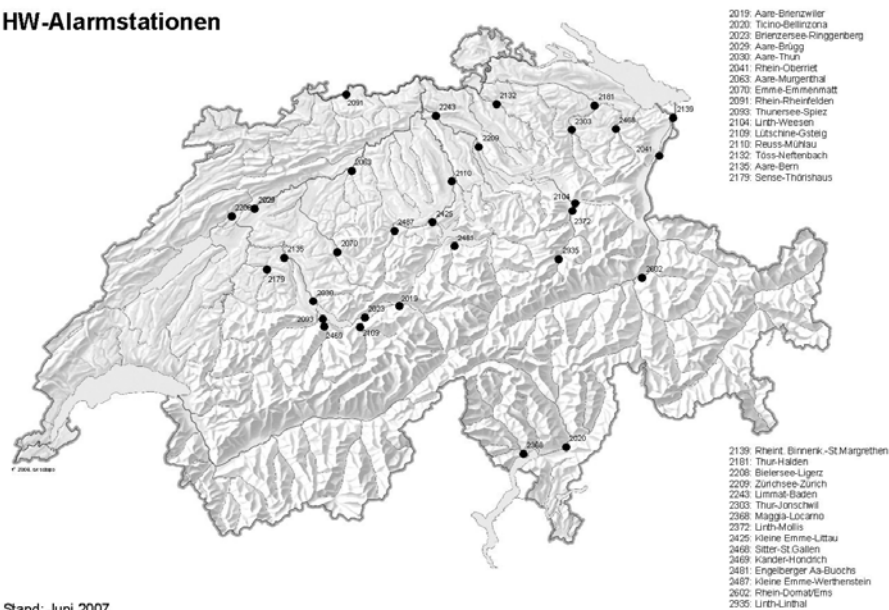 HW-Alarmstationen
2019: Aare-Brienzwiler
2020: Ticino-Bellinzona
2023: Brienzersee-Ringgenberg
2029: Aare-Brügg
2030: Aare-Thun
2041: Rhein-Oberriet
2063: Aare-Murgenthal
2070: Emme-Emmenmatt
2091: Rhein-Rheinfelden
2093: Thunersee-Spiez
2104: Linth-Weesen
2109: Lütschine-Gsteig
2110: Reuss-Mühlau
2132: Töss-Neftenbach
2135: Aare-Bern
2179: Sense-Thörishaus
2091
2243
2132
2181
2303
2468
2139
2209
2041
2063
2110
2104
2372
2208
2029
2487
2425
2481
2135
2070
2935
2179
2602
2030
2093
2023
2019
2469
2109
2368
2020
2139: Rheint. Binnenk.-St.Margrethen
2181: Thur-Halden
2208: Bielersee-Ligerz
2209: Zürichsee-Zürich
2243: Limmat-Baden
2303: Thur-Jonschwil
2368: Maggia-Locarno
2372: Linth-Mollis
2425: Kleine Emme-Littau
2468: Sitter-St.Gallen
2469: Kander-Hondrich
2481: Engelberger Aa-Buochs
2487: Kleine Emme-Werthenstein
2602: Rhein-Domat/Ems
2935: Linth-Linthal
Stand: Juni 2007